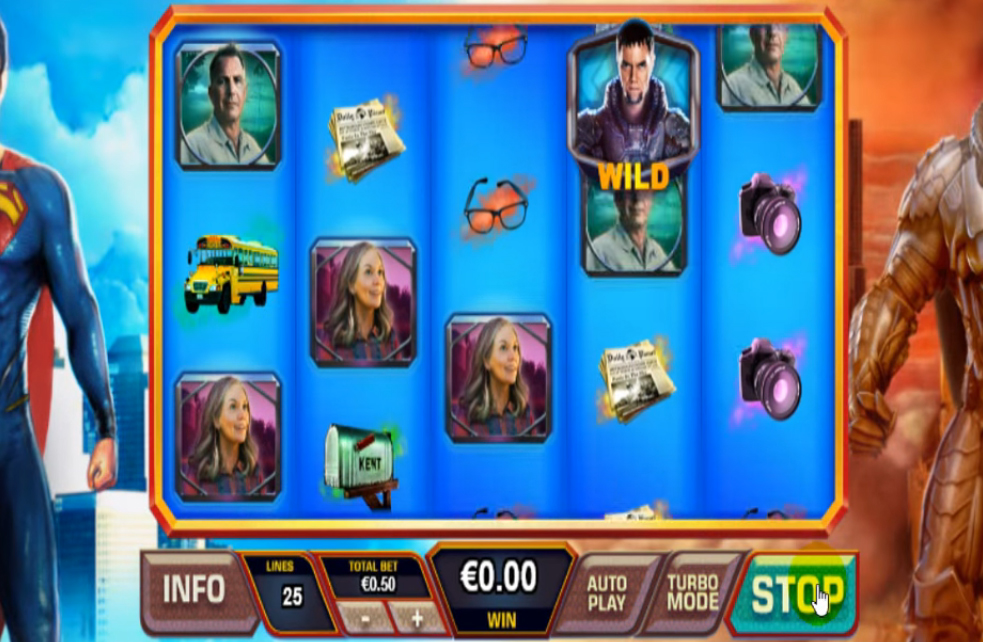 Daily Planet
WILD
Daily Planet
KENT
INFO
LINES
25
TOTAL BET
€0.50
-
+
€0.00
WIN
AUTO
PLAY
TURBO
MODE
STOP